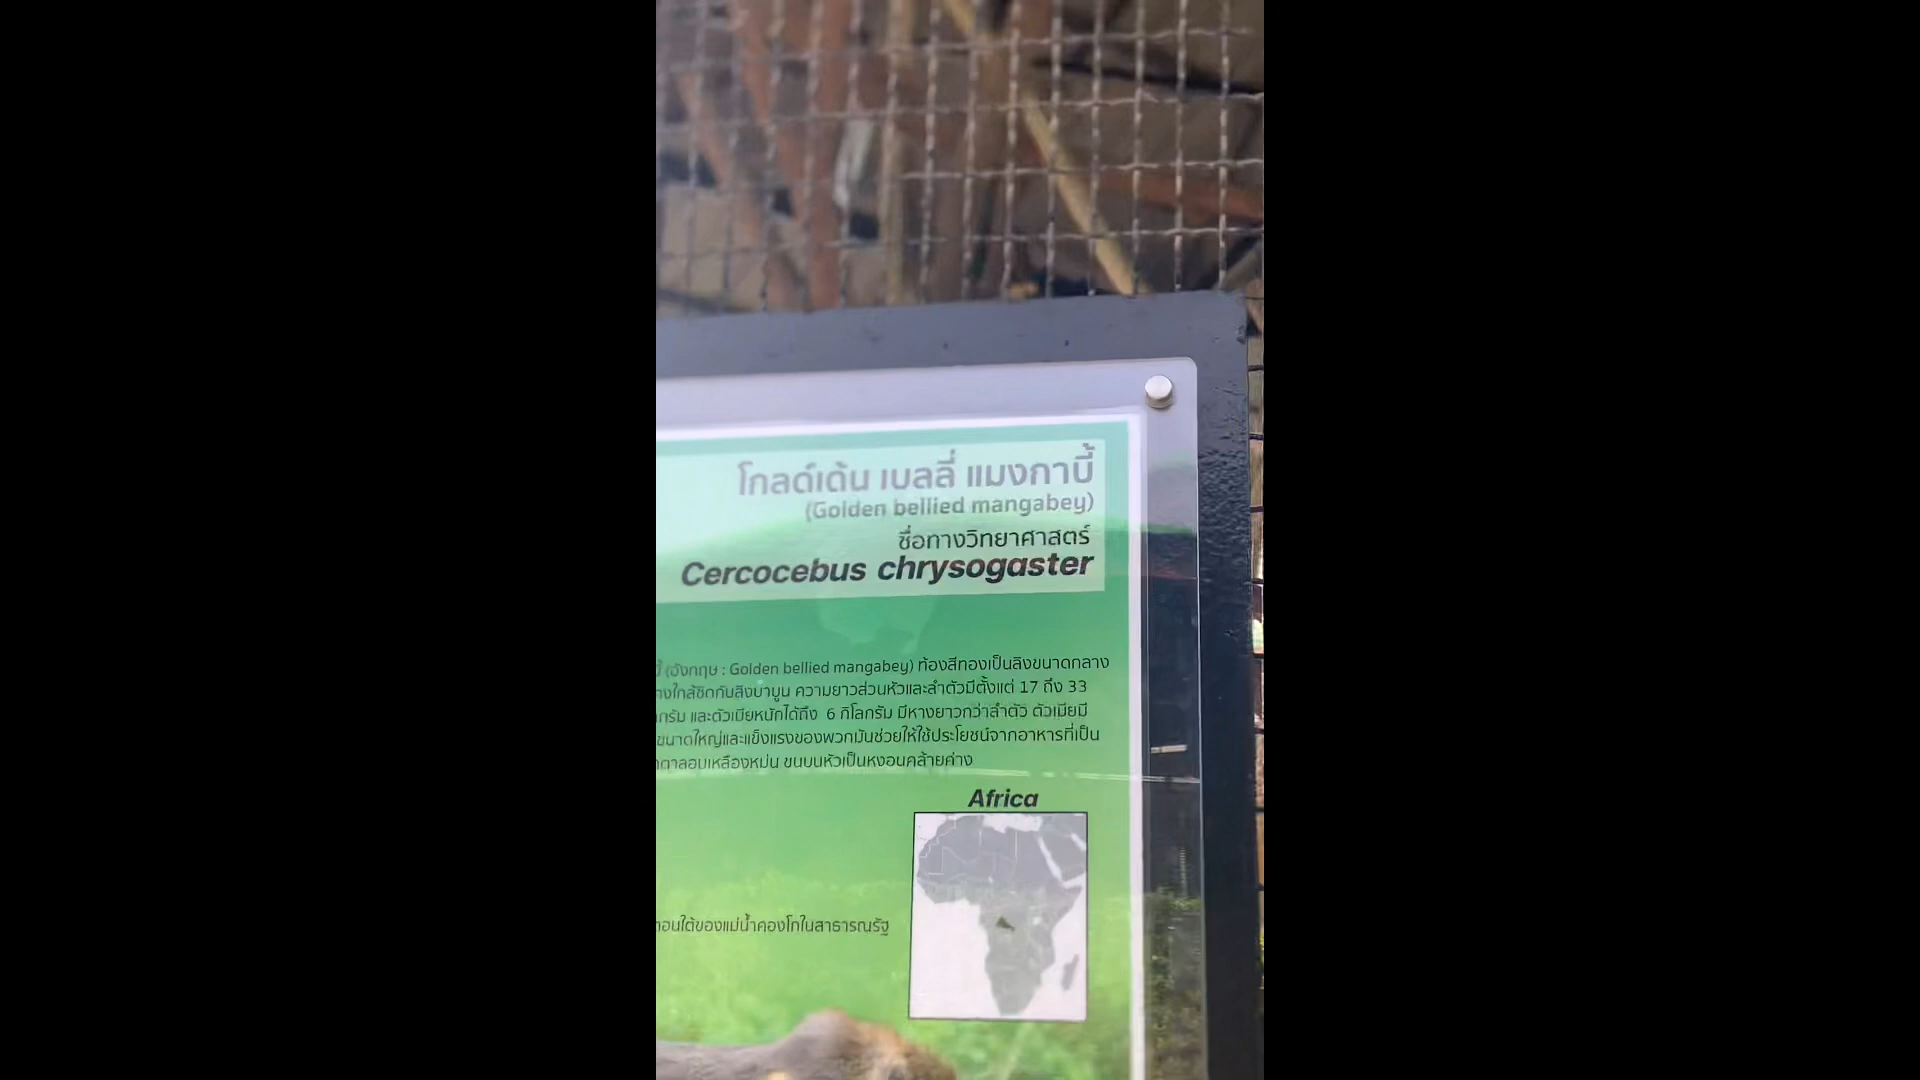 โกลด์เด้น เบลลี่ แมงกาบี้
(Golden bellied mangabey)
ชื่อทางวิทยาศาสตร์
Cercocebus chrysogaster
(อังกฤษ : Golden bellied mangabey) ท้องสีทองเป็นลิงขนาดกลาง
ใกล้ชิดกับลิงบาบูน ความยาวส่วนหัวและลำตัวมีตั้งแต่ 17 ถึง 33
และตัวเมียหนักได้ถึง 6 กิโลกรัม มีหางยาวกว่าลำตัว ตัวเมียมี
ขนาดใหญ่และแข็งแรงของพวกมันช่วยให้ใช้ประโยชน์จากอาหารที่เป็น
ตาลอมเหลืองหม่น ขนบนหัวเป็นหงอนคล้ายค่าง
Africa
ตอนใต้ของแม่น้ำคองโกในสาธารณรัฐ